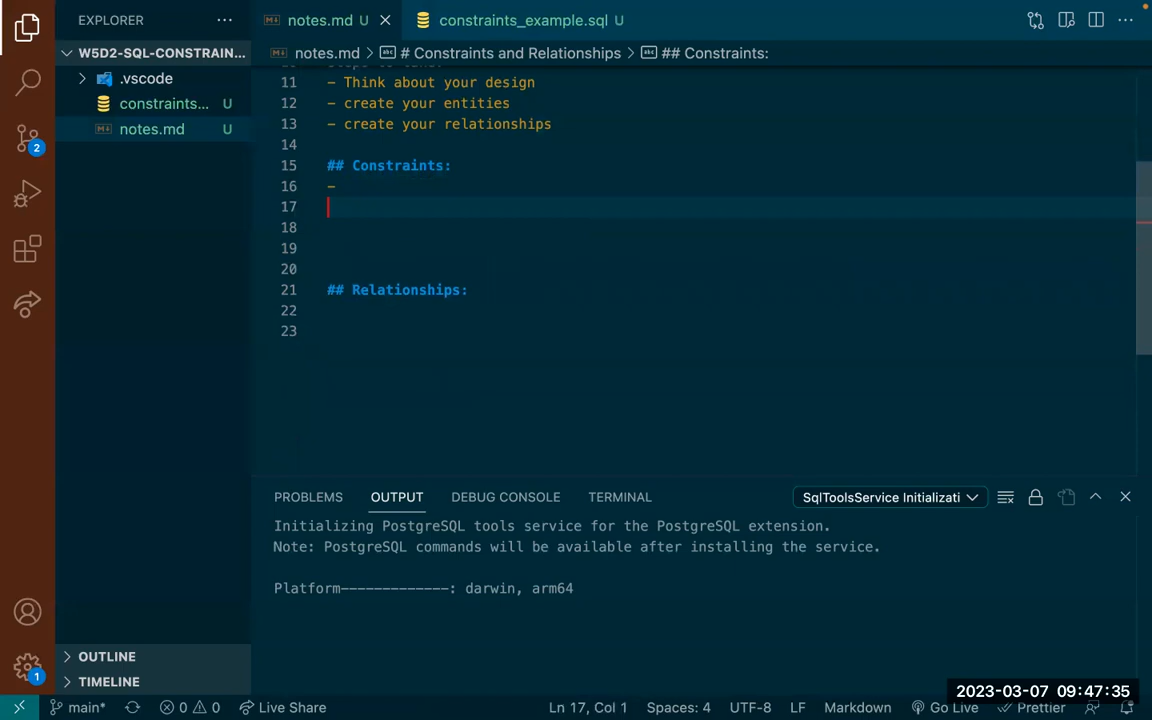 EXPLORER
W5D2-SQL-CONSTRAIN...
.vscode
constraints... U
notes.md U
OUTLINE
TIMELINE
notes.md U
constraints_example.sql U
notes.md > # Constraints and Relationships > ## Constraints:
11 - Think about your design
12 - create your entities
13 - create your relationships
14
15 ## Constraints:
16 -
17
18
19
20
21 ## Relationships:
22
23
PROBLEMS OUTPUT DEBUG CONSOLE TERMINAL SqlToolsService Initializati
Initializing PostgreSQL tools service for the PostgreSQL extension.
Note: PostgreSQL commands will be available after installing the service.
Platform-------------: darwin, arm64
2
1
2023-03-07 09:47:35
main* 0 0 Live Share Ln 17, Col 1 Spaces: 4 UTF-8 LF Markdown Go Live Prettier